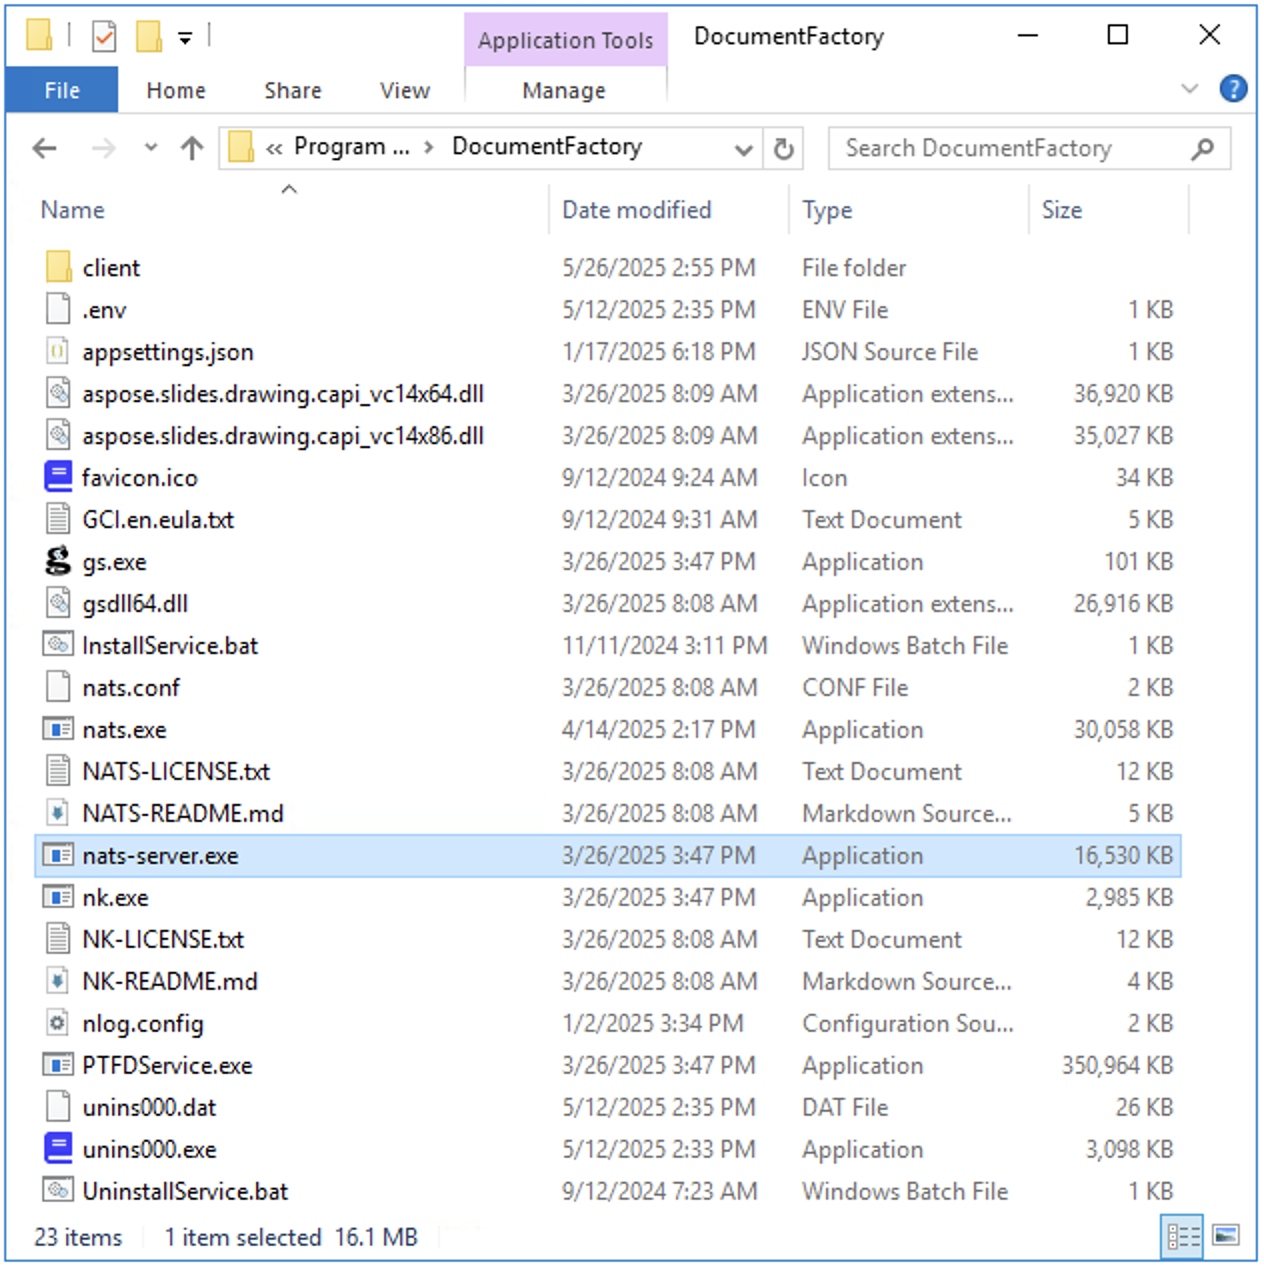 Application Tools DocumentFactory
File Home Share View Manage
« Program ... > DocumentFactory Search DocumentFactory
Name Date modified Type Size
client 5/26/2025 2:55 PM File folder
.env 5/12/2025 2:35 PM ENV File 1 KB
appsettings.json 1/17/2025 6:18 PM JSON Source File 1 KB
aspose.slides.drawing.capi_vc14x64.dll 3/26/2025 8:09 AM Application extens... 36,920 KB
aspose.slides.drawing.capi_vc14x86.dll 3/26/2025 8:09 AM Application extens... 35,027 KB
favicon.ico 9/12/2024 9:24 AM Icon 34 KB
GCI.en.eula.txt 9/12/2024 9:31 AM Text Document 5 KB
gs.exe 3/26/2025 3:47 PM Application 101 KB
gsdll64.dll 3/26/2025 8:08 AM Application extens... 26,916 KB
InstallService.bat 11/11/2024 3:11 PM Windows Batch File 1 KB
nats.conf 3/26/2025 8:08 AM CONF File 2 KB
nats.exe 4/14/2025 2:17 PM Application 30,058 KB
NATS-LICENSE.txt 3/26/2025 8:08 AM Text Document 12 KB
NATS-README.md 3/26/2025 8:08 AM Markdown Source... 5 KB
nats-server.exe 3/26/2025 3:47 PM Application 16,530 KB
nk.exe 3/26/2025 3:47 PM Application 2,985 KB
NK-LICENSE.txt 3/26/2025 8:08 AM Text Document 12 KB
NK-README.md 3/26/2025 8:08 AM Markdown Source... 4 KB
nlog.config 1/2/2025 3:34 PM Configuration Sou... 2 KB
PTFDService.exe 3/26/2025 3:47 PM Application 350,964 KB
unins000.dat 5/12/2025 2:35 PM DAT File 26 KB
unins000.exe 5/12/2025 2:33 PM Application 3,098 KB
UninstallService.bat 9/12/2024 7:23 AM Windows Batch File 1 KB
23 items 1 item selected 16.1 MB